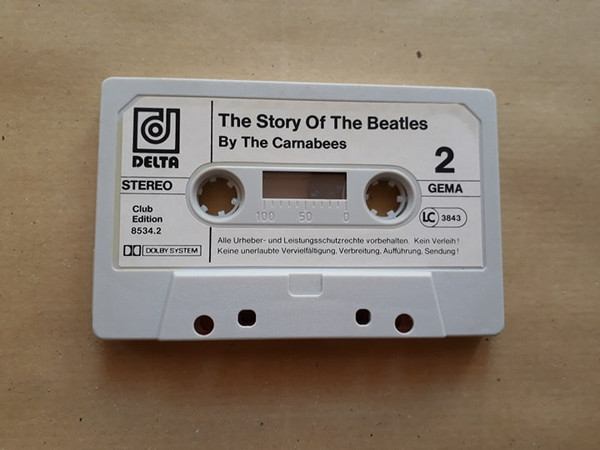 The Story Of The Beatles
By The Carnabees
DELTA
2
STEREO
GEMA
Club
Edition
8534.2
100 50 0
LC 3843
DOLBY SYSTEM
Alle Urheber- und Leistungsschutzrechte vorbehalten. Kein Verleih!
Keine unerlaubte Vervielfältigung, Verbreitung, Aufführung, Sendung!